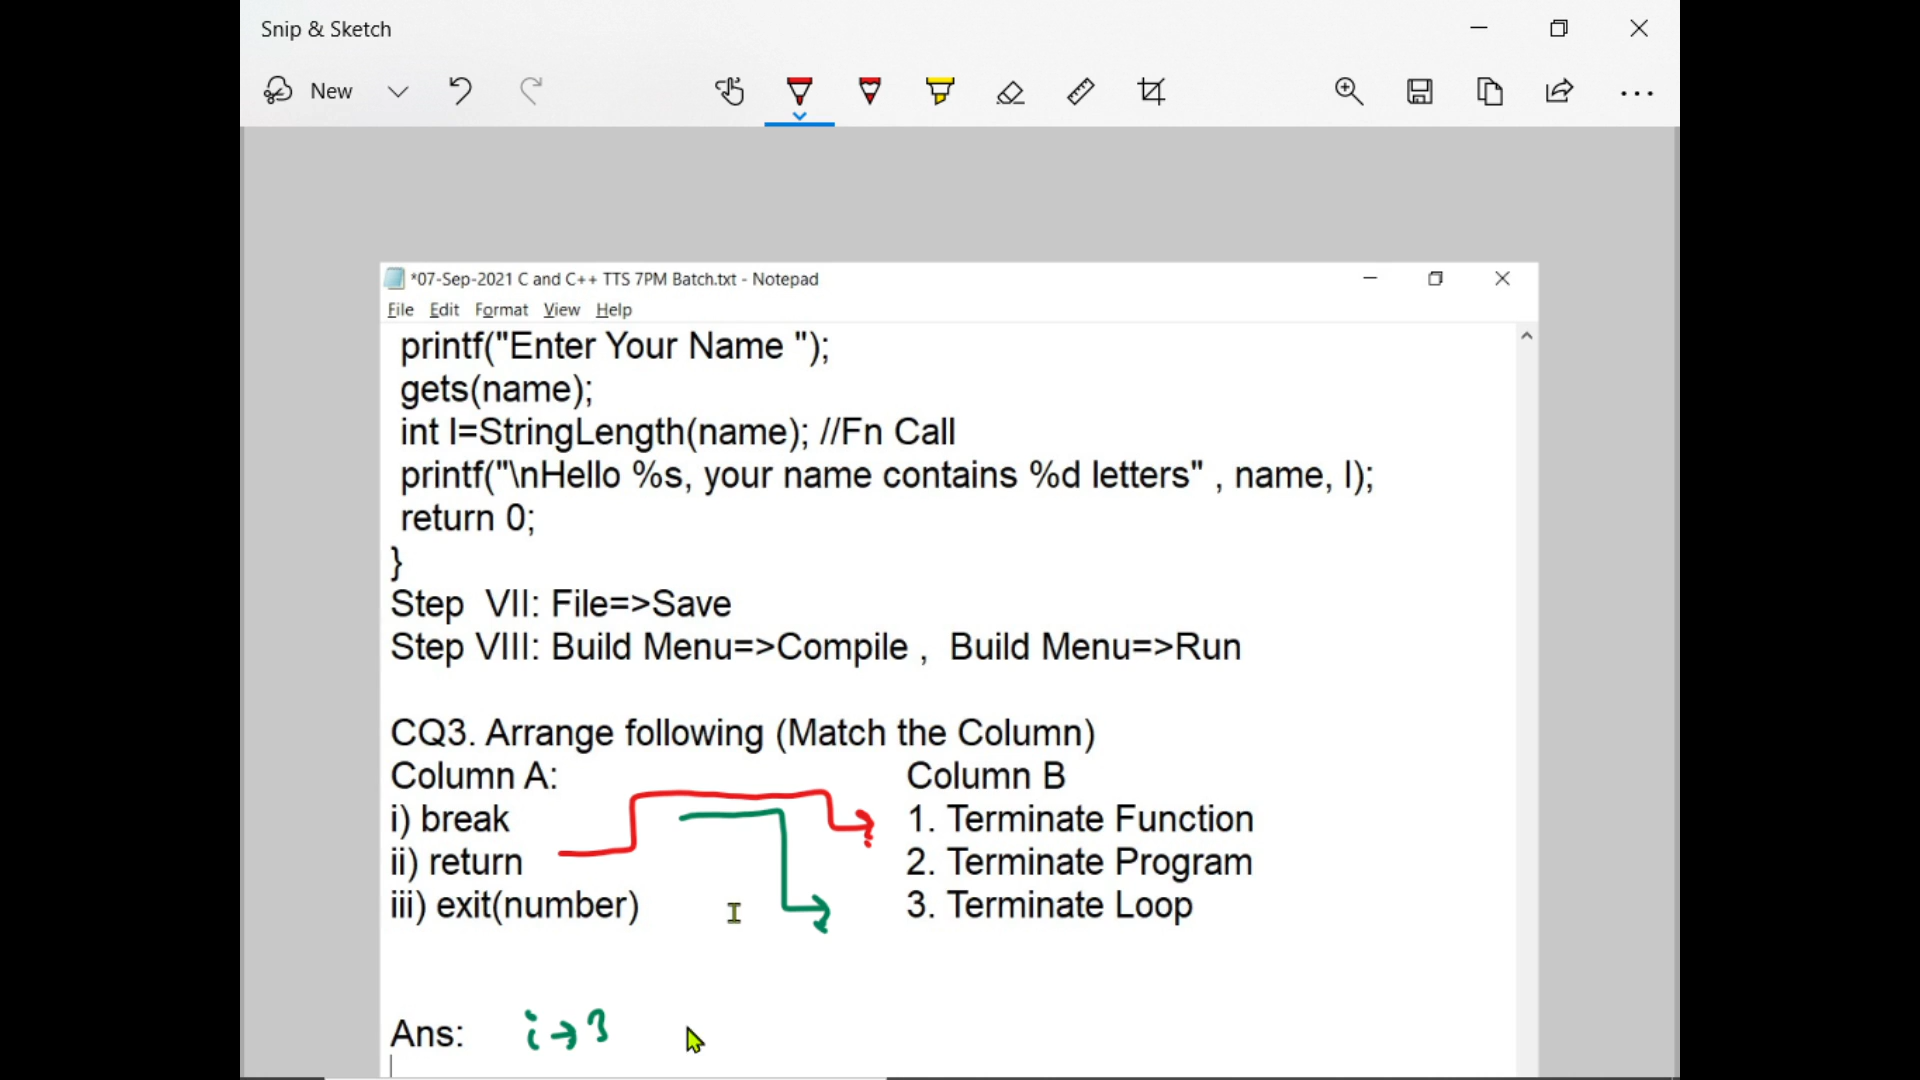 Snip & Sketch
New
*07-Sep-2021 C and C++ TTS 7PM Batch.txt - Notepad
File Edit Format View Help
printf("Enter Your Name ");
gets(name);
int l=StringLength(name); //Fn Call
printf("\nHello %s, your name contains %d letters" , name, l);
return 0;
}
Step VII: File=>Save
Step VIII: Build Menu=>Compile , Build Menu=>Run
CQ3. Arrange following (Match the Column)
Column A: Column B
i) break 1. Terminate Function
ii) return 2. Terminate Program
iii) exit(number) 3. Terminate Loop
Ans: i→3